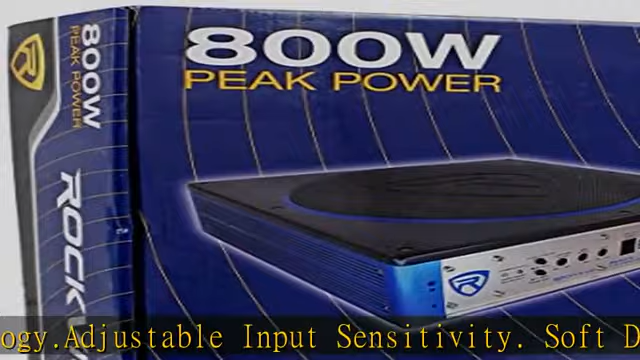 800W
PEAK POWER
800W
PEAK POWER
ogy.Adjustable Input Sensitivity. Soft D